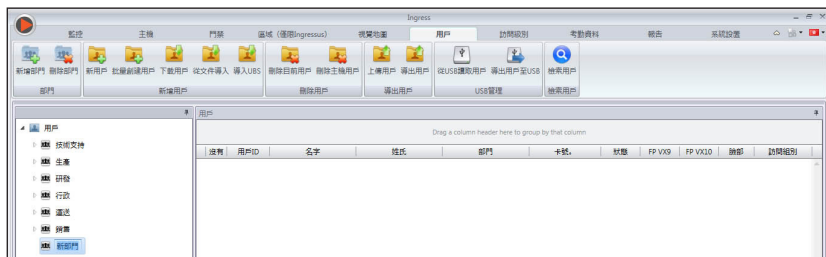 Ingress
監控 主機 門禁 區域 (僅限Ingressus) 視覺地圖 用戶 訪問級別 考勤資料 報告 系統設置
新增部門 刪除部門 新用戶 批量創建用戶 下載用戶 從文件導入 導入UBS 刪除目前用戶 刪除主機用戶 上傳用戶 導出用戶 從USB讀取用戶 導出用戶至USB 檢索用戶
部門 新增用戶 刪除用戶 導出用戶 USB管理 檢索用戶
用戶
Drag a column header here to group by that column
沒有 用戶ID 名字 姓氏 部門 卡號。 狀態 FP VX9 FP VX10 臉部 訪問組別
用戶
技術支持
生產
研發
行政
運送
銷售
新部門